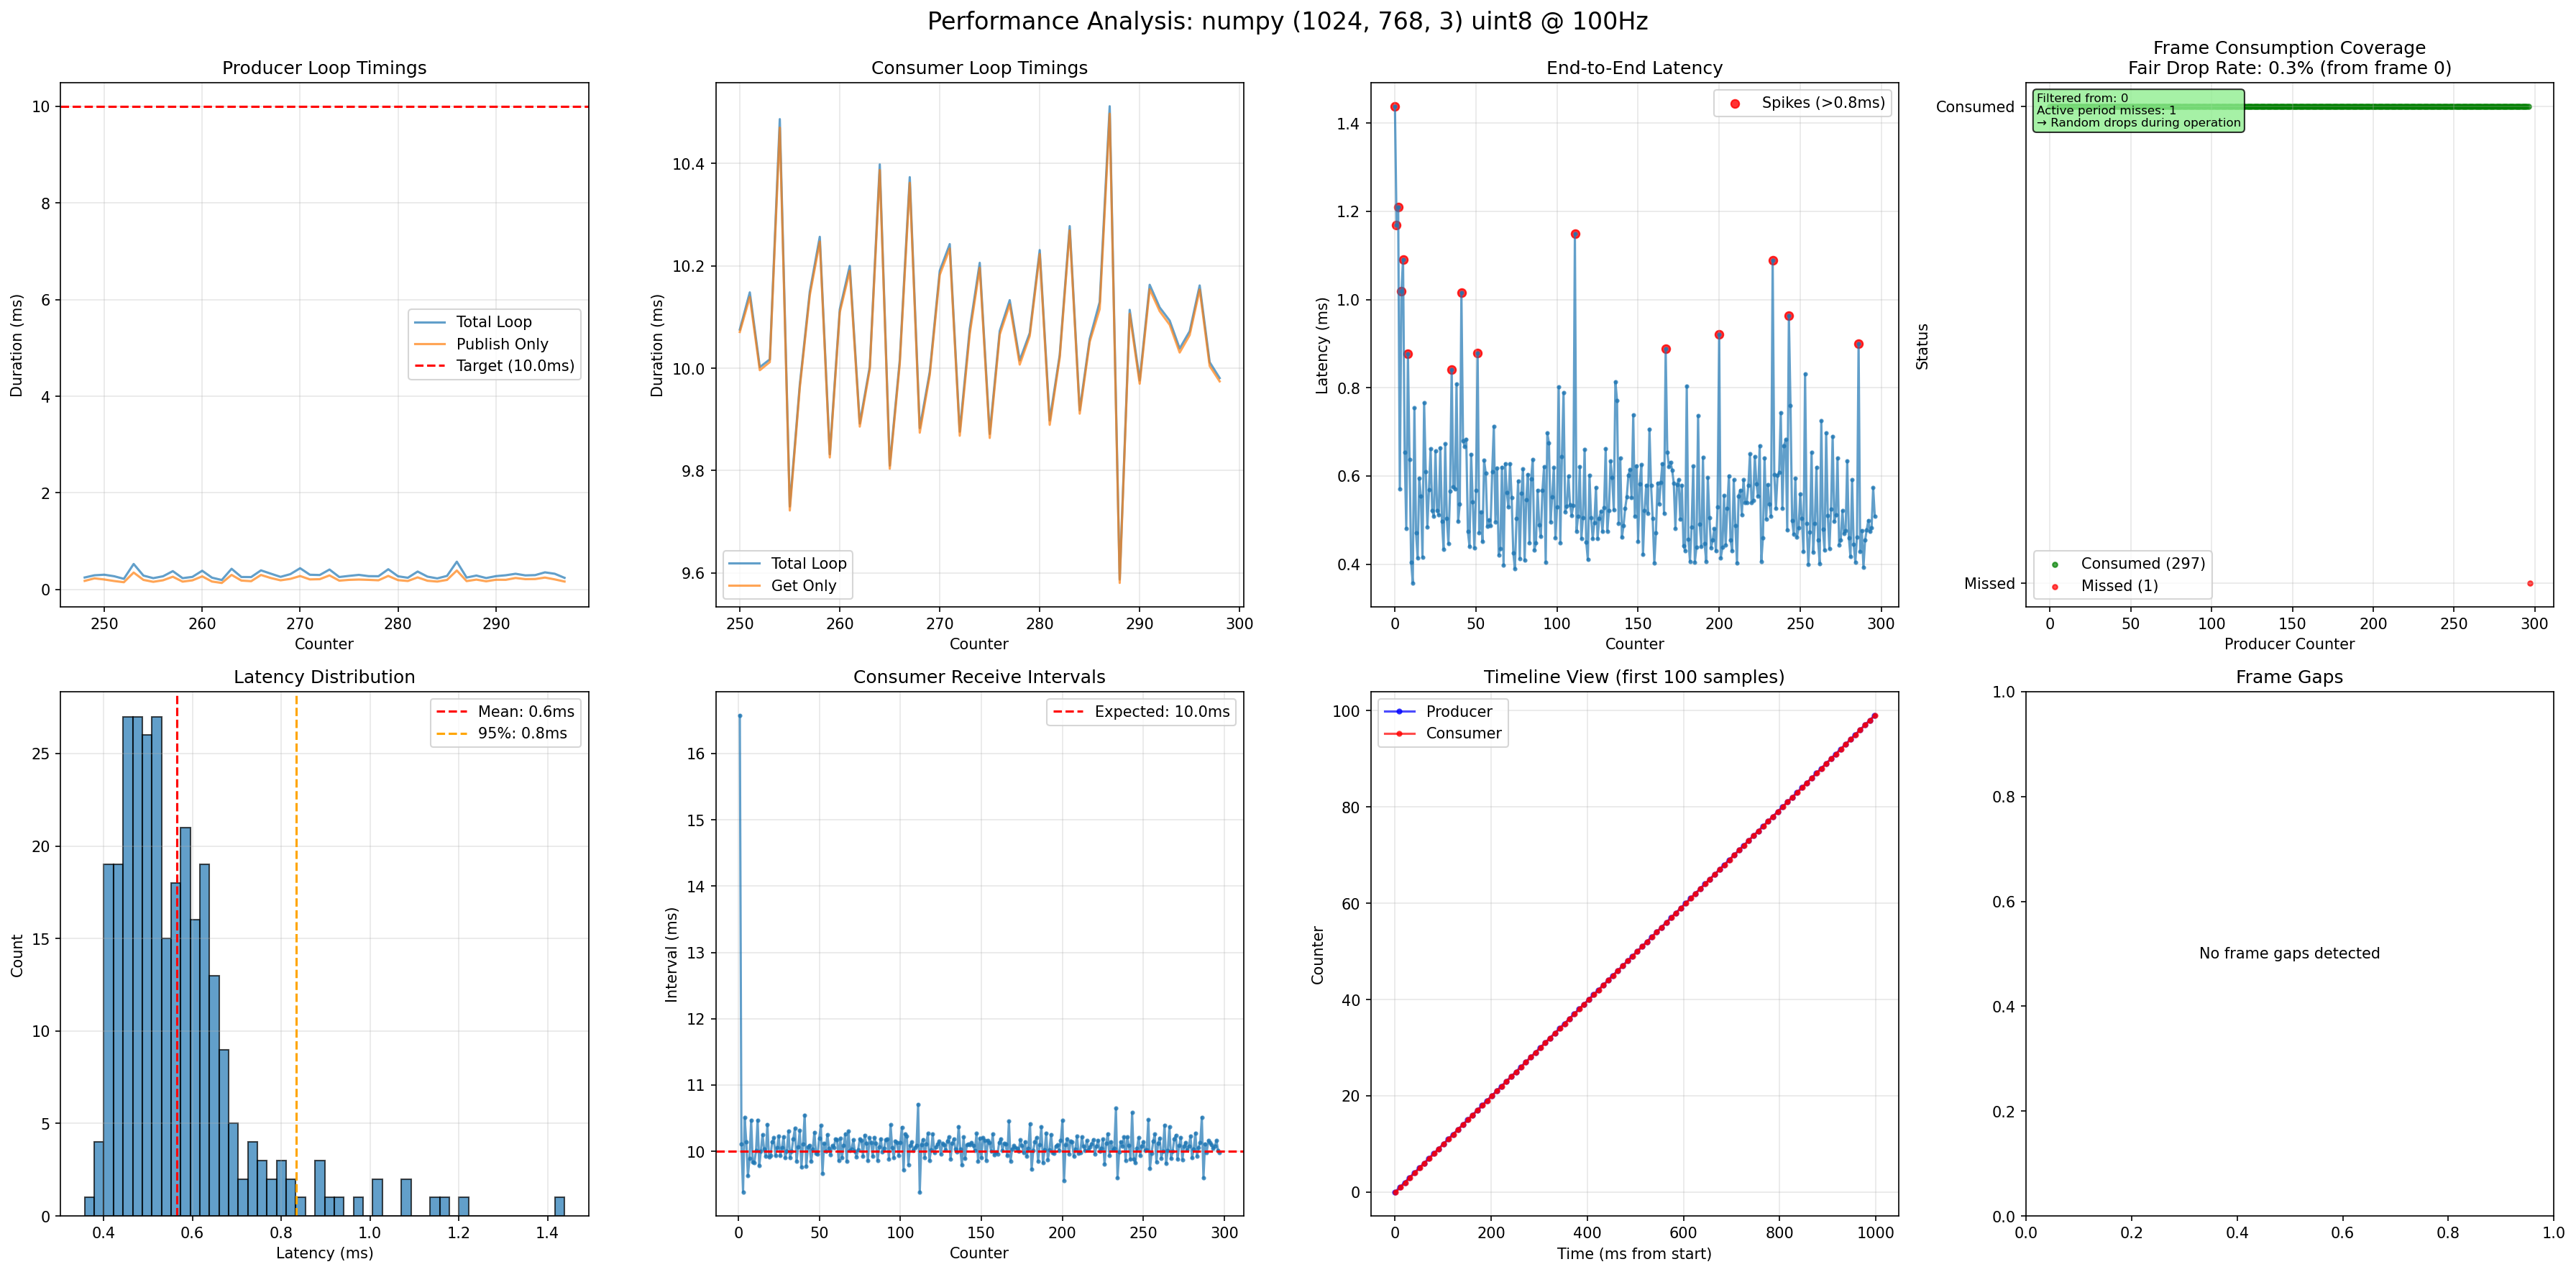 Performance Analysis: numpy (1024, 768, 3) uint8 @ 100Hz
Producer Loop Timings
Duration (ms)
10
8
6
4
2
0
Total Loop
Publish Only
Target (10.0ms)
250
260
270
280
290
Counter
Consumer Loop Timings
Duration (ms)
10.4
10.2
10.0
9.8
9.6
Total Loop
Get Only
250
260
270
280
290
300
Counter
End-to-End Latency
Latency (ms)
1.4
1.2
1.0
0.8
0.6
0.4
Spikes (>0.8ms)
0
50
100
150
200
250
300
Counter
Frame Consumption Coverage
Fair Drop Rate: 0.3% (from frame 0)
Status
Consumed
Missed
Filtered from: 0
Active period misses: 1
→ Random drops during operation
Consumed (297)
Missed (1)
0
50
100
150
200
250
300
Producer Counter
Latency Distribution
Count
25
20
15
10
5
0
Mean: 0.6ms
95%: 0.8ms
0.4
0.6
0.8
1.0
1.2
1.4
Latency (ms)
Consumer Receive Intervals
Interval (ms)
16
15
14
13
12
11
10
Expected: 10.0ms
0
50
100
150
200
250
300
Counter
Timeline View (first 100 samples)
Counter
100
80
60
40
20
0
Producer
Consumer
0
200
400
600
800
1000
Time (ms from start)
Frame Gaps
1.0
0.8
0.6
0.4
0.2
0.0
No frame gaps detected
0.0
0.2
0.4
0.6
0.8
1.0